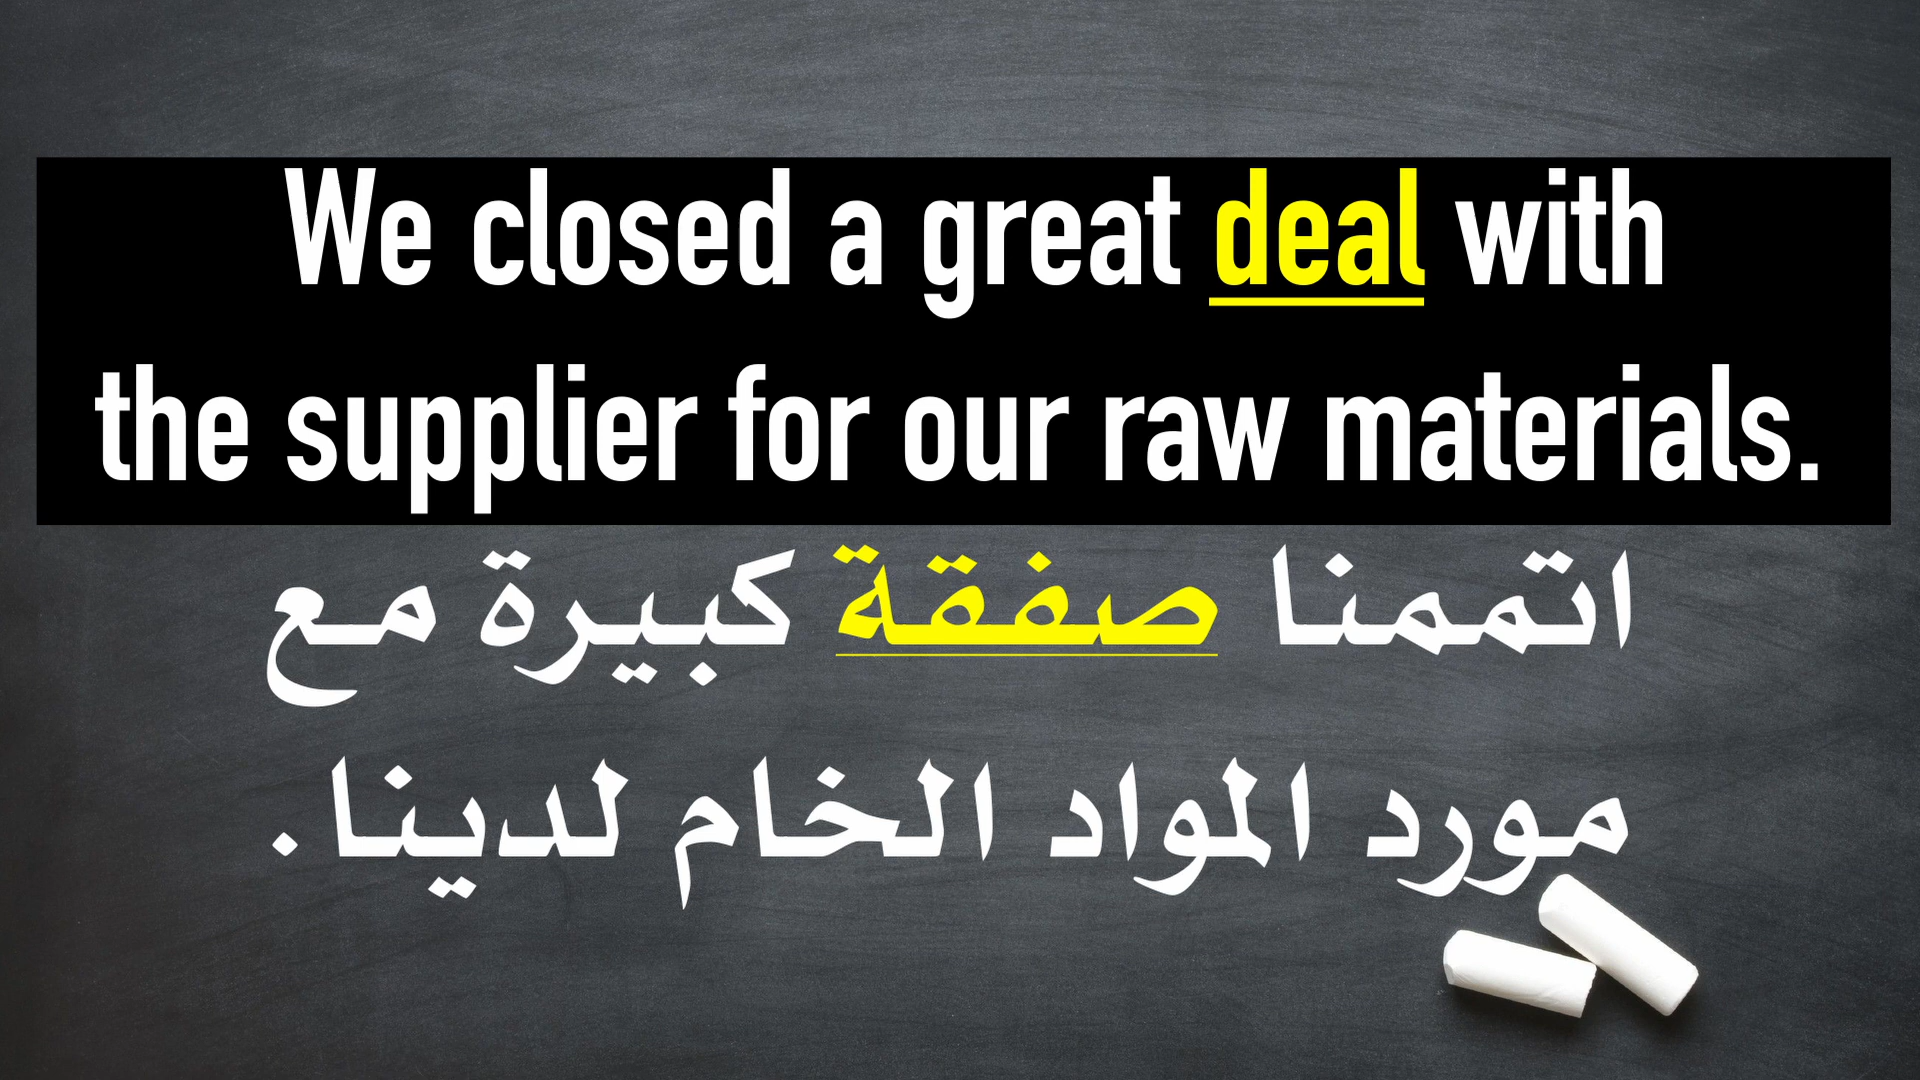 We closed a great deal with
the supplier for our raw materials.
اتممنا صفقة كبيرة مع
مورد المواد الخام لدينا.